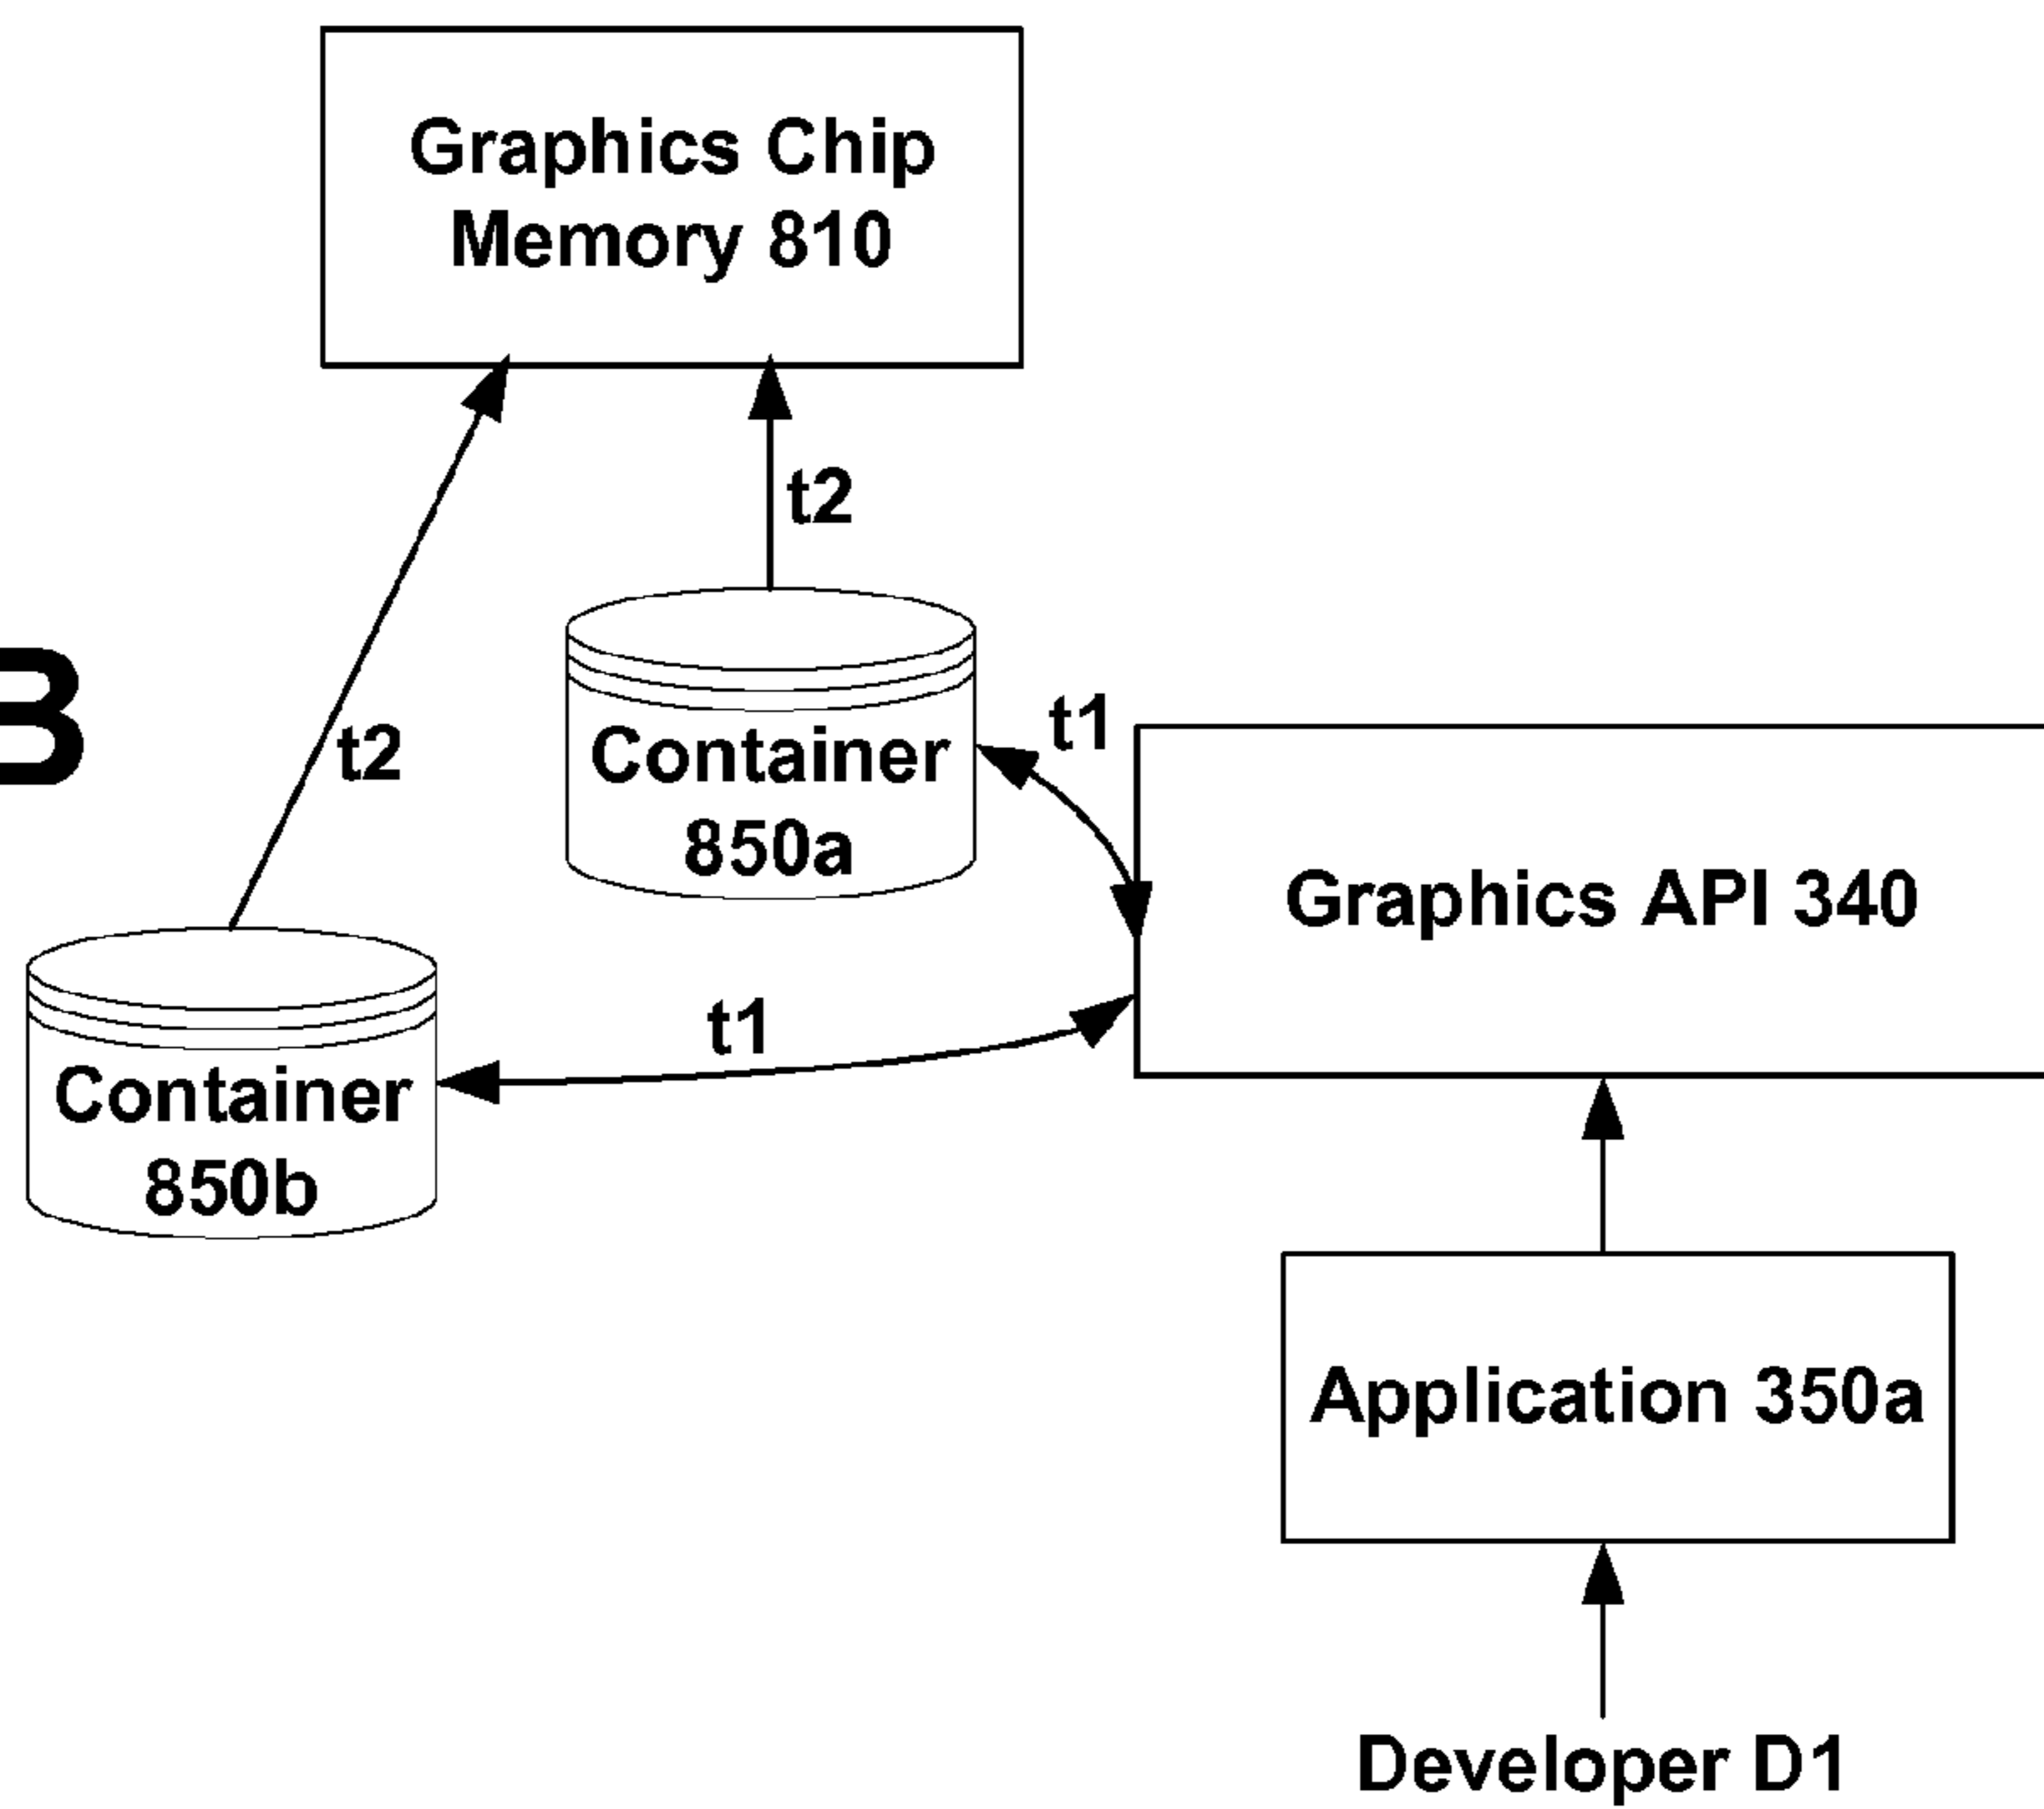 Graphics Chip
Memory 810
t2
t2
B
Container
850a
t1
Graphics API 340
t1
Container
850b
Application 350a
Developer D1